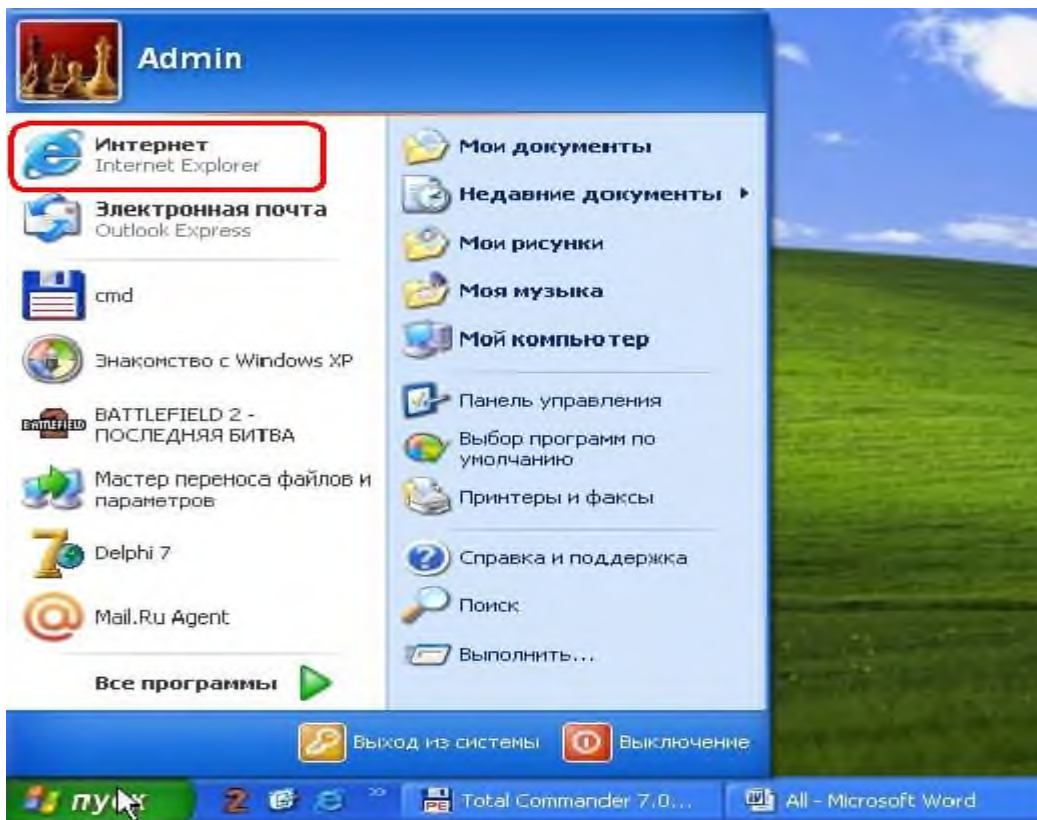 Admin
Интернет
Internet Explorer
Электронная почта
Outlook Express
cmd
Знакомство с Windows XP
BATTLEFIELD 2 -
ПОСЛЕДНЯЯ БИТВА
Мастер переноса файлов и
параметров
Delphi 7
Mail.Ru Agent
Все программы
Мои документы
Недавние документы
Мои рисунки
Моя музыка
Мой компьютер
Панель управления
Выбор программ по
умолчанию
Принтеры и факсы
Справка и поддержка
Поиск
Выполнить...
Выход из системы
Выключение
пуск
Total Commander 7.0...
All - Microsoft Word